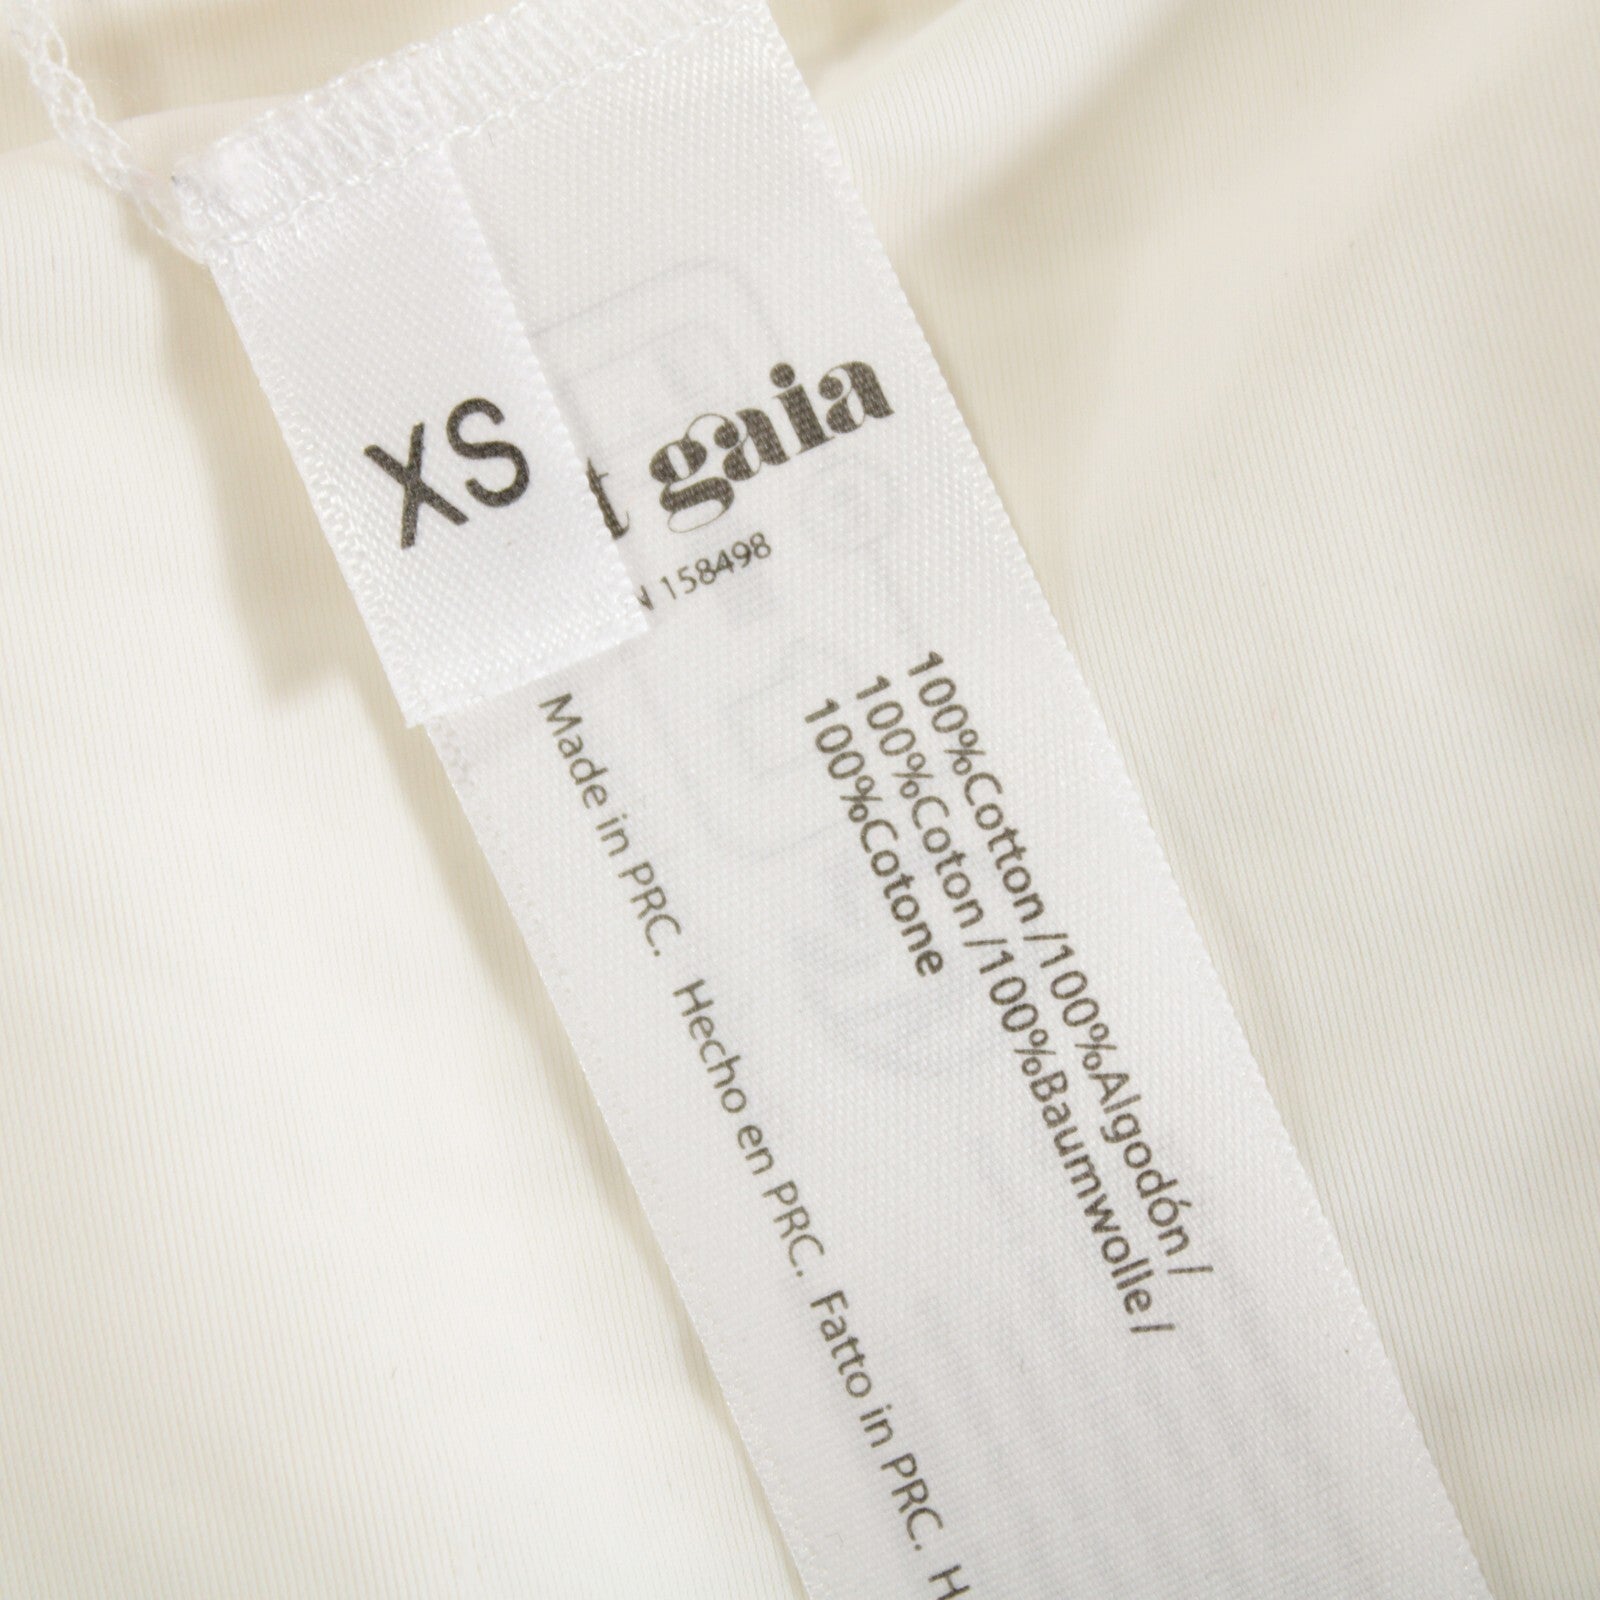 XS
gaia
158498
100%Cotton /100%Algodón /
100%Coton /100%Baumwolle /
100%Cotone
Made in PRC. Hecho en PRC. Fatto in PRC. H